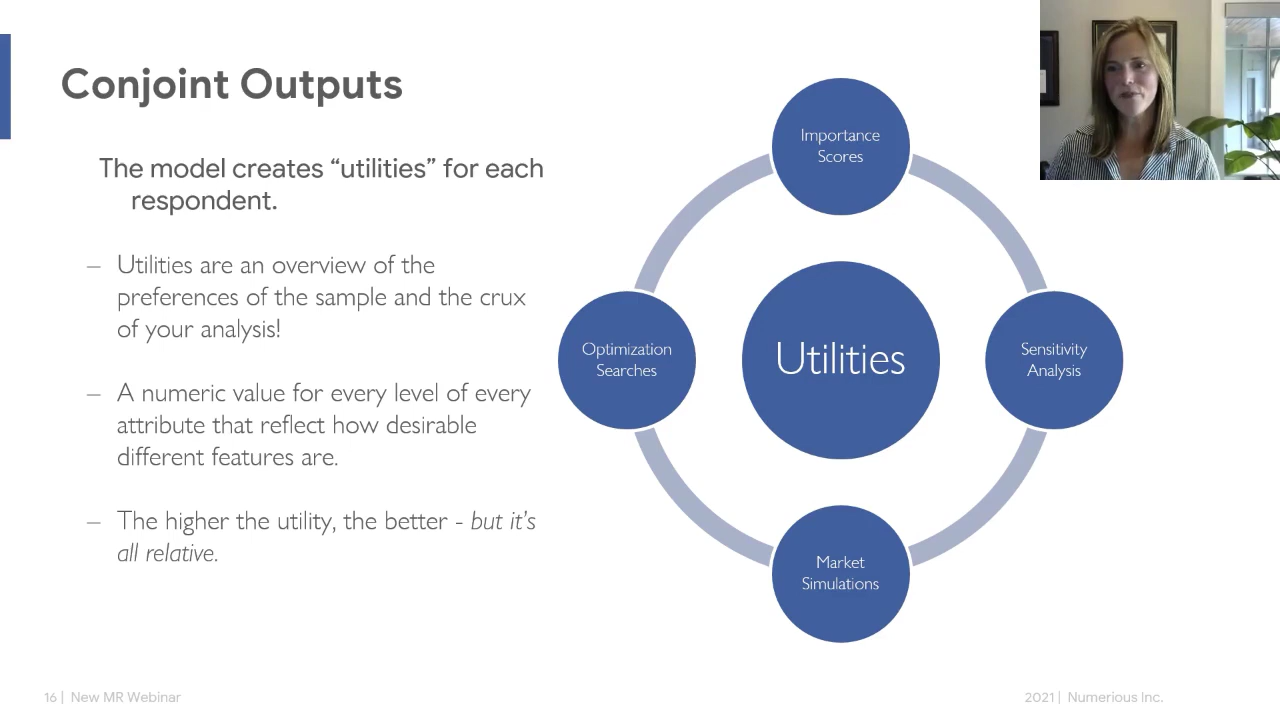 Conjoint Outputs
The model creates “utilities” for each
respondent.
– Utilities are an overview of the
preferences of the sample and the crux
of your analysis!
– A numeric value for every level of every
attribute that reflect how desirable
different features are.
– The higher the utility, the better - but it’s
all relative.
Importance
Scores
Optimization
Searches
Utilities
Sensitivity
Analysis
Market
Simulations
16 | New MR Webinar
2021 | Numerious Inc.